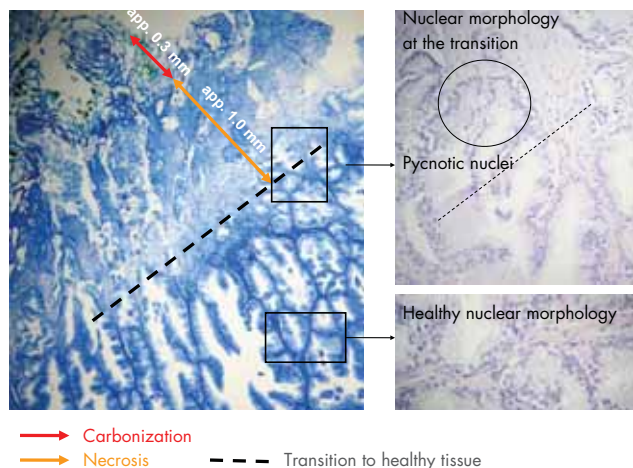 app. 0.3 mm
app. 1.0 mm
Nuclear morphology
at the transition
Pycnotic nuclei
Healthy nuclear morphology
Carbonization
Necrosis
Transition to healthy tissue